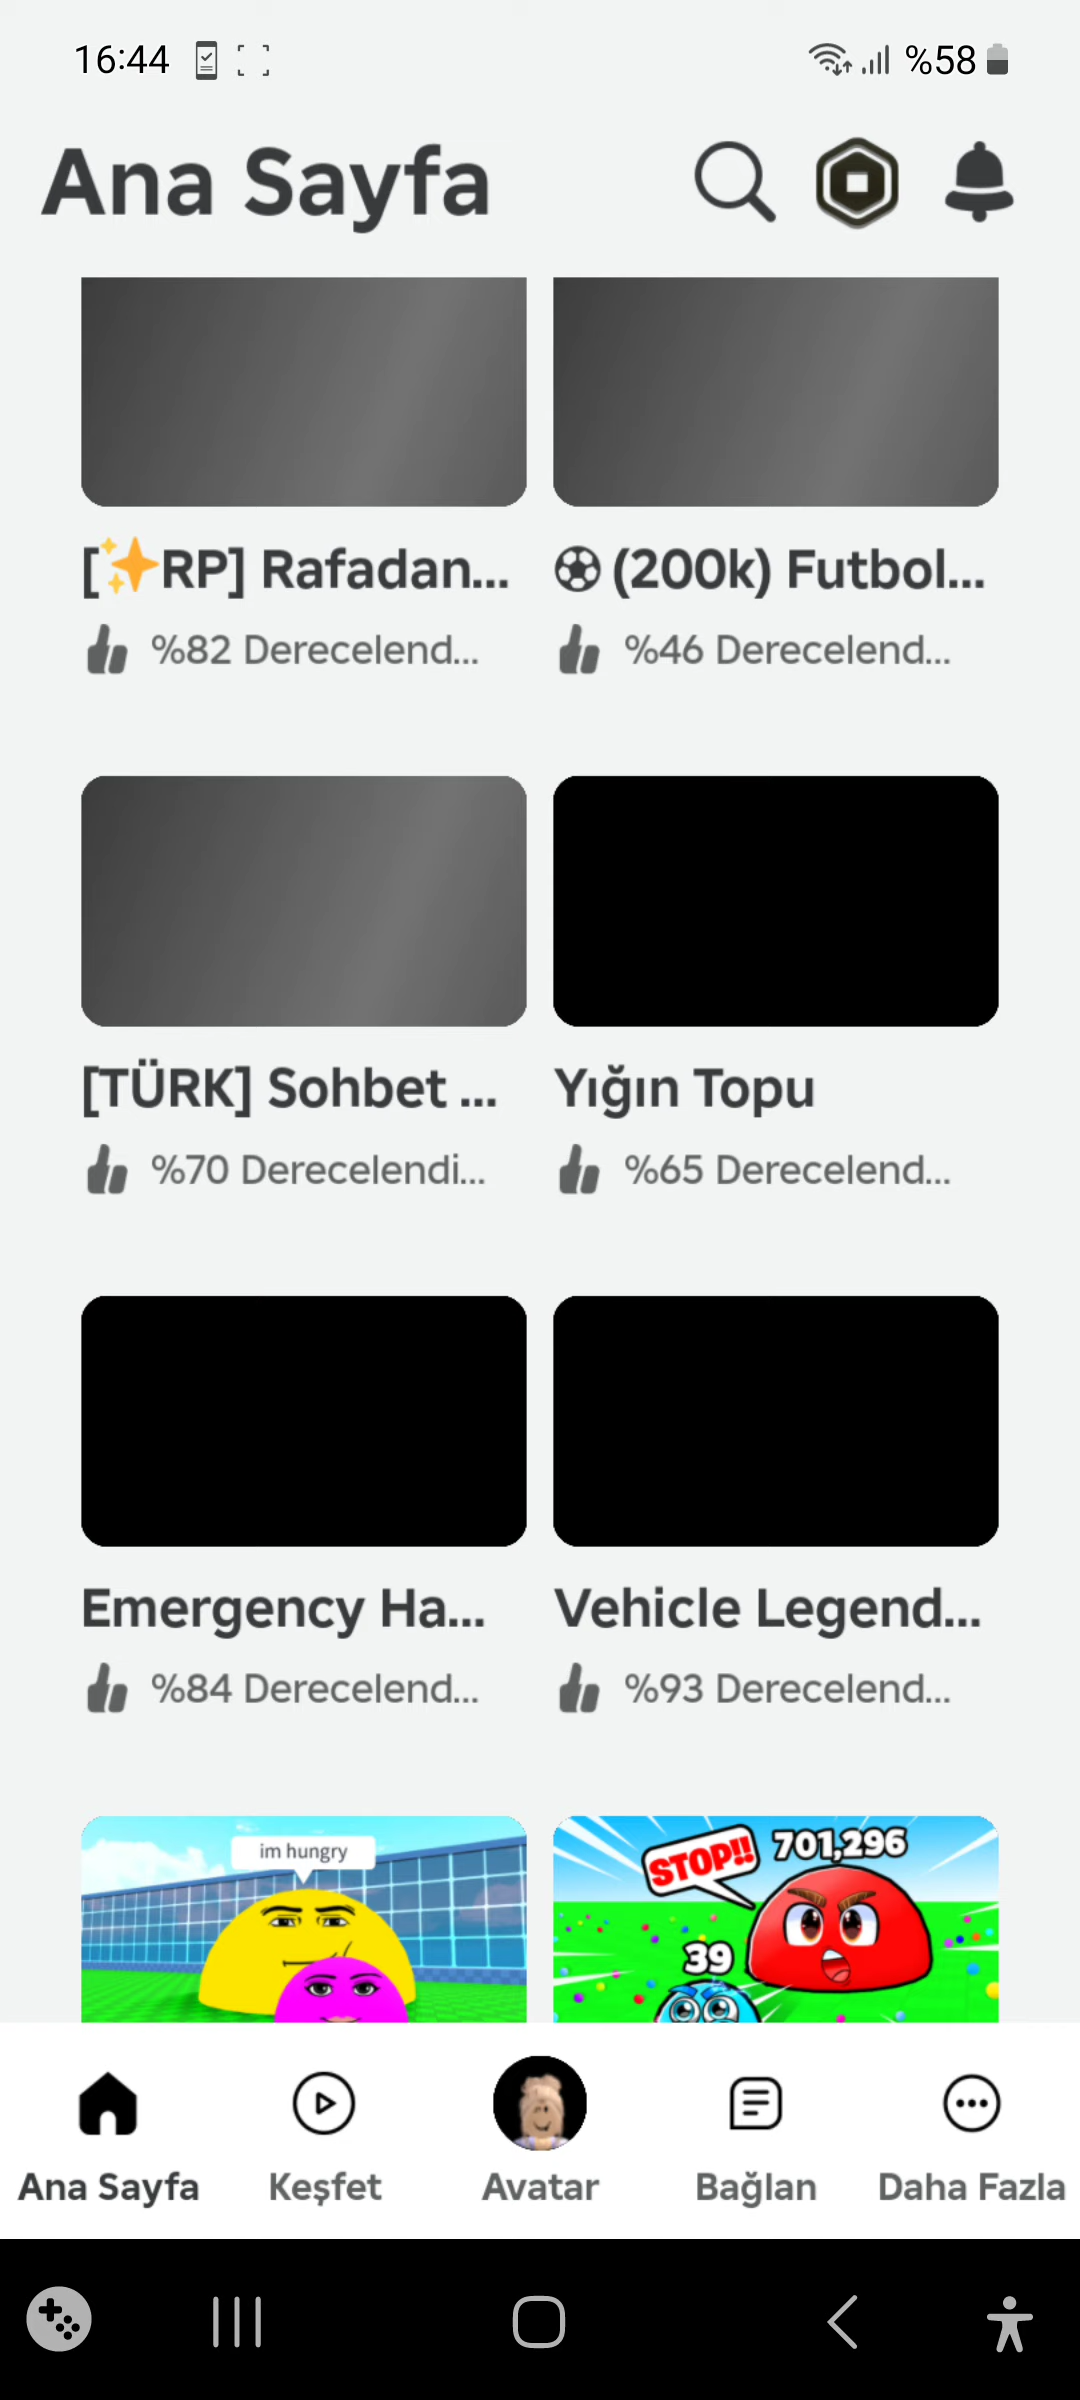 16:44
%58
Ana Sayfa
[✨RP] Rafadan...
⚽ (200k) Futbol...
%82 Derecelend...
%46 Derecelend...
[TÜRK] Sohbet ...
Yığın Topu
%70 Derecelendi...
%65 Derecelend...
Emergency Ha...
Vehicle Legend...
%84 Derecelend...
%93 Derecelend...
im hungry
STOP!!
701,296
39
Ana Sayfa
Keşfet
Avatar
Bağlan
Daha Fazla